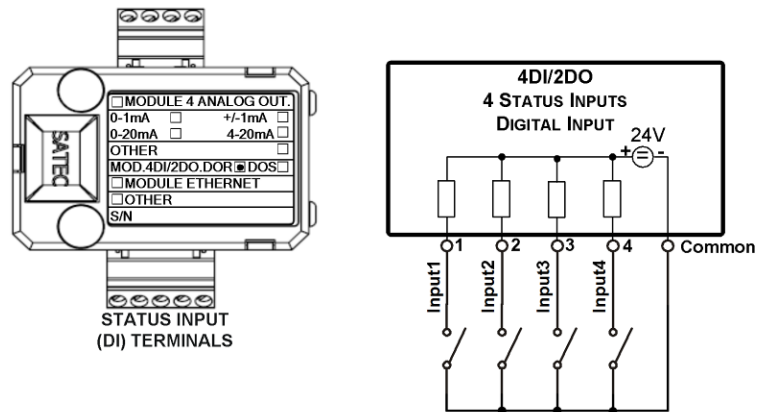 SATEC
MODULE 4 ANALOG OUT.
0-1mA +/-1mA
0-20mA 4-20mA
OTHER
MOD.4DI/2DO.DOR DOS
MODULE ETHERNET
OTHER
S/N
STATUS INPUT
(DI) TERMINALS
4DI/2DO
4 STATUS INPUTS
DIGITAL INPUT
24V
+ -
1 2 3 4 Common
Input1
Input2
Input3
Input4